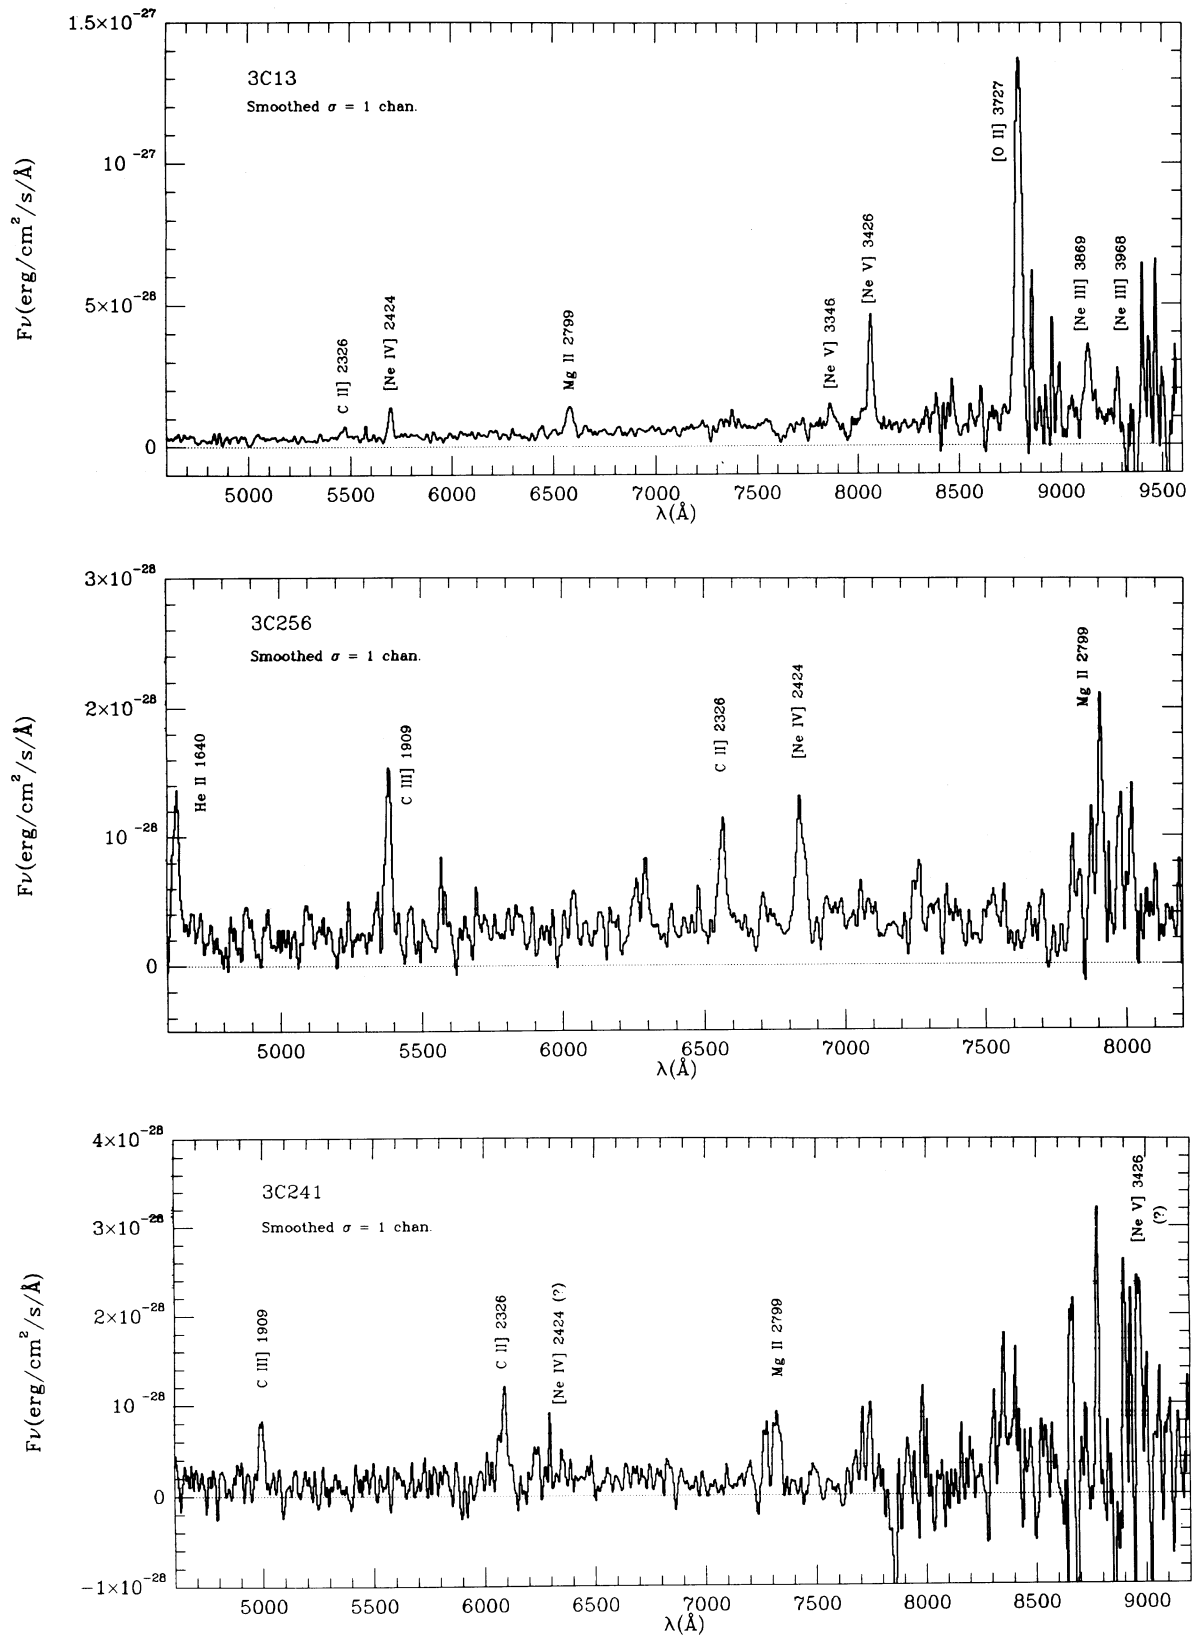 1.5×10⁻²⁷
3C13
Smoothed σ = 1 chan.
[O II] 3727
10⁻²⁷
Fν(erg/cm²/s/Å)
[Ne V] 3426
[Ne III] 3869
[Ne III] 3968
5×10⁻²⁸
C II] 2326
[Ne IV] 2424
Mg II 2799
[Ne V] 3346
0
5000 5500 6000 6500 7000 7500 8000 8500 9000 9500
λ(Å)
3×10⁻²⁸
3C256
Smoothed σ = 1 chan.
Mg II 2799
2×10⁻²⁸
Fν(erg/cm²/s/Å)
He II 1640
C III] 1909
C II] 2326
[Ne IV] 2424
10⁻²⁸
0
5000 5500 6000 6500 7000 7500 8000
λ(Å)
4×10⁻²⁸
3C241
Smoothed σ = 1 chan.
[Ne V] 3426
(?)
3×10⁻²⁸
Fν(erg/cm²/s/Å)
2×10⁻²⁸
C III] 1909
C II] 2326
[Ne IV] 2424 (?)
Mg II 2799
10⁻²⁸
0
−1×10⁻²⁸
5000 5500 6000 6500 7000 7500 8000 8500 9000
λ(Å)